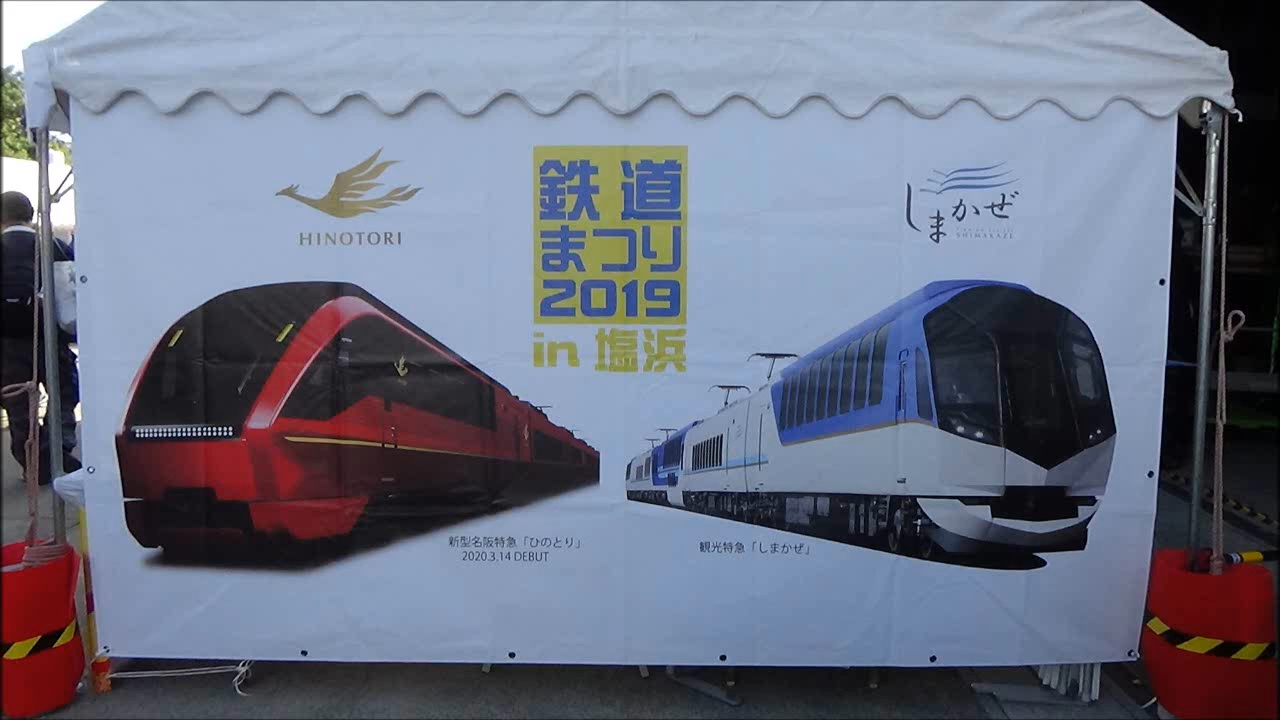 HINOTORI
鉄道
まつり
2019
in 塩浜
しまかぜ
SHIMAKAZE
新型名阪特急「ひのとり」
2020.3.14 DEBUT
観光特急「しまかぜ」